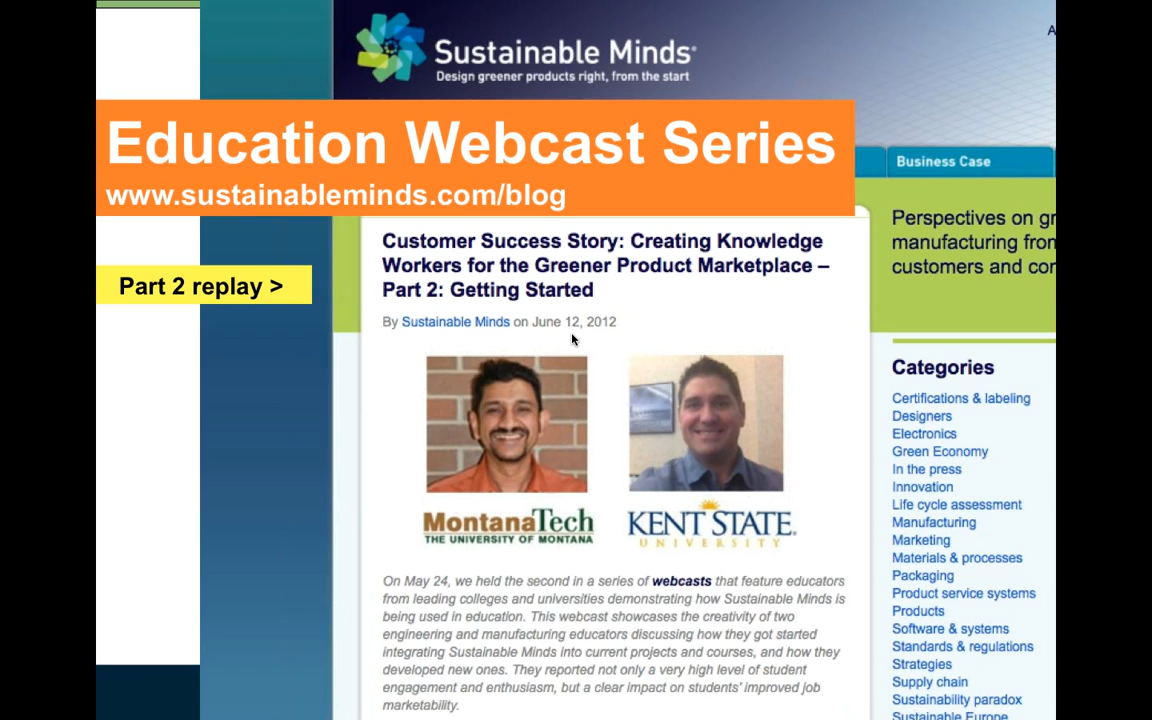 Sustainable Minds®
Design greener products right, from the start
A
Education Webcast Series
www.sustainableminds.com/blog
Business Case
Part 2 replay >
Customer Success Story: Creating Knowledge
Workers for the Greener Product Marketplace –
Part 2: Getting Started
By Sustainable Minds on June 12, 2012
MontanaTech
THE UNIVERSITY OF MONTANA
KENT STATE
UNIVERSITY
On May 24, we held the second in a series of webcasts that feature educators
from leading colleges and universities demonstrating how Sustainable Minds is
being used in education. This webcast showcases the creativity of two
engineering and manufacturing educators discussing how they got started
integrating Sustainable Minds into current projects and courses, and how they
developed new ones. They reported not only a very high level of student
engagement and enthusiasm, but a clear impact on students' improved job
marketability.
Perspectives on gr
manufacturing from
customers and cor
Categories
Certifications & labeling
Designers
Electronics
Green Economy
In the press
Innovation
Life cycle assessment
Manufacturing
Marketing
Materials & processes
Packaging
Product service systems
Products
Software & systems
Standards & regulations
Strategies
Supply chain
Sustainability paradox
Sustainable Europe